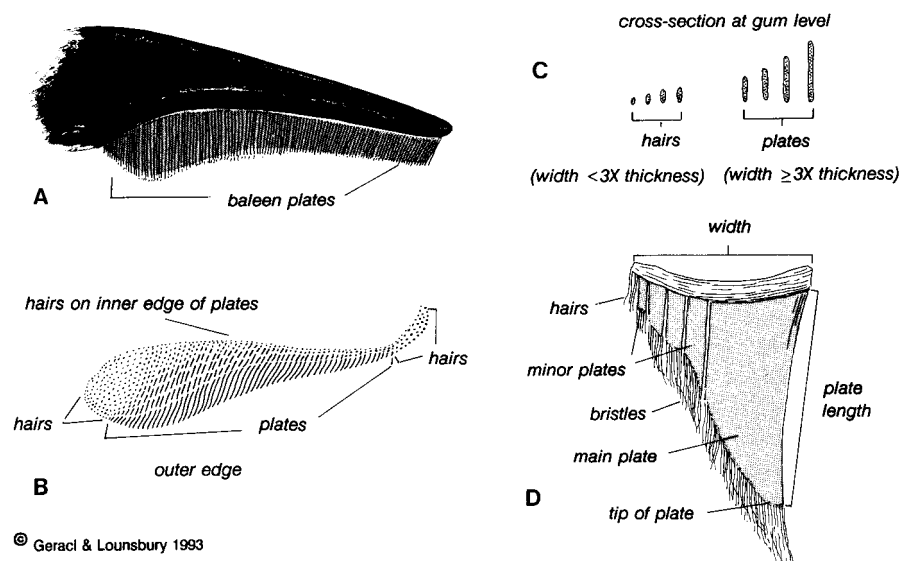 A
baleen plates
hairs on inner edge of plates
hairs
hairs
plates
outer edge
B
© Geraci & Lounsbury 1993
cross-section at gum level
C
hairs
plates
(width <3X thickness)
(width ≥3X thickness)
width
hairs
minor plates
bristles
main plate
tip of plate
plate
length
D